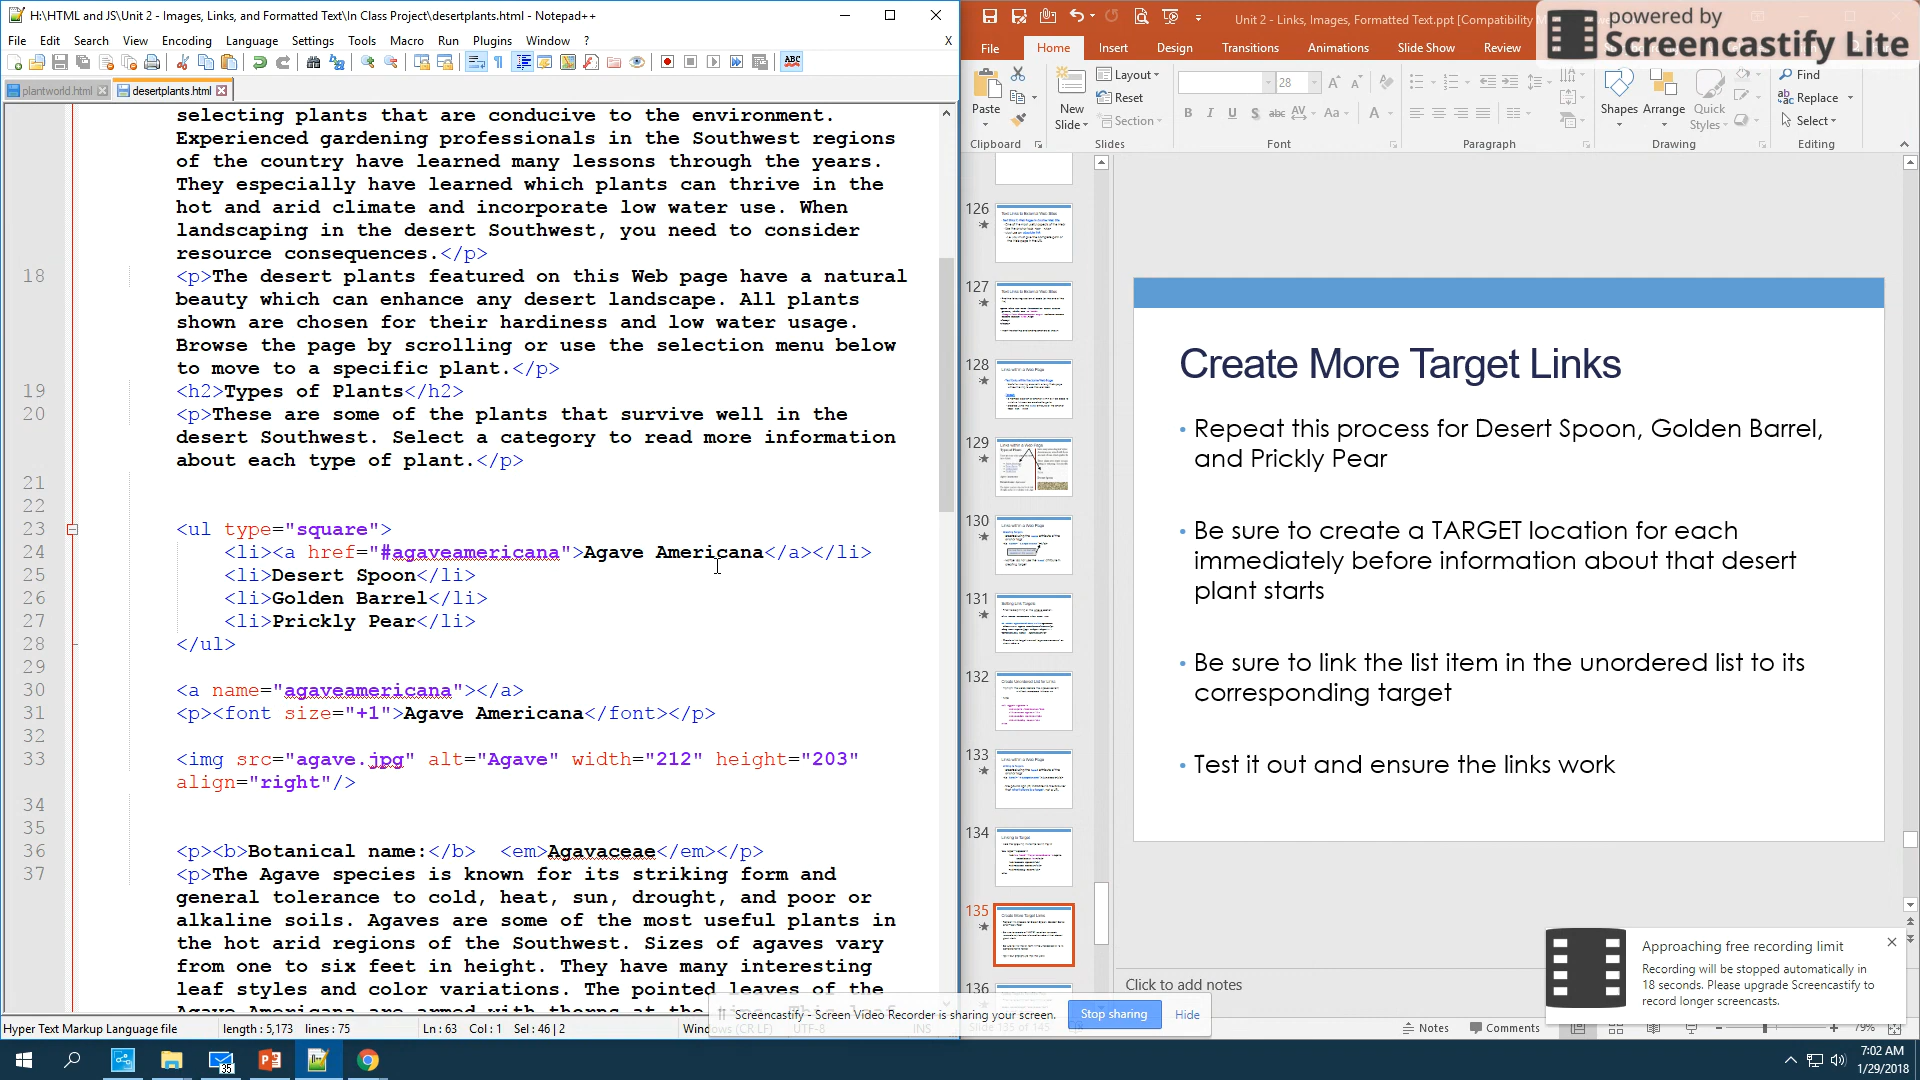 H:\HTML and JS\Unit 2 - Images, Links, and Formatted Text\In Class Project\desertplants.html - Notepad++
File Edit Search View Encoding Language Settings Tools Macro Run Plugins Window ? X
plantworld.html desertplants.html
selecting plants that are conducive to the environment.
Experienced gardening professionals in the Southwest regions
of the country have learned many lessons through the years.
They especially have learned which plants can thrive in the
hot and arid climate and incorporate low water use. When
landscaping in the desert Southwest, you need to consider
resource consequences.</p>
18 <p>The desert plants featured on this Web page have a natural
beauty which can enhance any desert landscape. All plants
shown are chosen for their hardiness and low water usage.
Browse the page by scrolling or use the selection menu below
to move to a specific plant.</p>
19 <h2>Types of Plants</h2>
20 <p>These are some of the plants that survive well in the
desert Southwest. Select a category to read more information
about each type of plant.</p>
21
22
23 <ul type="square">
24 <li><a href="#agaveamericana">Agave Americana</a></li>
25 <li>Desert Spoon</li>
26 <li>Golden Barrel</li>
27 <li>Prickly Pear</li>
28 </ul>
29
30 <a name="agaveamericana"></a>
31 <p><font size="+1">Agave Americana</font></p>
32
33 <img src="agave.jpg" alt="Agave" width="212" height="203"
align="right"/>
34
35
36 <p><b>Botanical name:</b> <em>Agavaceae</em></p>
37 <p>The Agave species is known for its striking form and
general tolerance to cold, heat, sun, drought, and poor or
alkaline soils. Agaves are some of the most useful plants in
the hot arid regions of the Southwest. Sizes of agaves vary
from one to six feet in height. They have many interesting
leaf styles and color variations. The pointed leaves of the
Agave Americana are armed with thorns at the
Hyper Text Markup Language file length : 5,173 lines : 75 Ln : 63 Col : 1 Sel : 46 | 2 Windows (CR LF) UTF-8 INS
Unit 2 - Links, Images, Formatted Text.ppt [Compatibility M
powered by
Screencastify Lite
File Home Insert Design Transitions Animations Slide Show Review
Paste
Clipboard
New
Slide
Layout
Reset
Section
Slides
28
B I U S abc AV Aa A
Font
Paragraph
Shapes Arrange Quick
Styles
Drawing
Find
Replace
Select
Editing
126
127
128
129
130
131
132
133
134
135
136
Create More Target Links
• Repeat this process for Desert Spoon, Golden Barrel,
and Prickly Pear
• Be sure to create a TARGET location for each
immediately before information about that desert
plant starts
• Be sure to link the list item in the unordered list to its
corresponding target
• Test it out and ensure the links work
Click to add notes
Approaching free recording limit
Recording will be stopped automatically in
18 seconds. Please upgrade Screencastify to
record longer screencasts.
Screencastify - Screen Video Recorder is sharing your screen. Stop sharing Hide
Slide 135 of 145 Notes Comments 79%
35
7:02 AM
1/29/2018